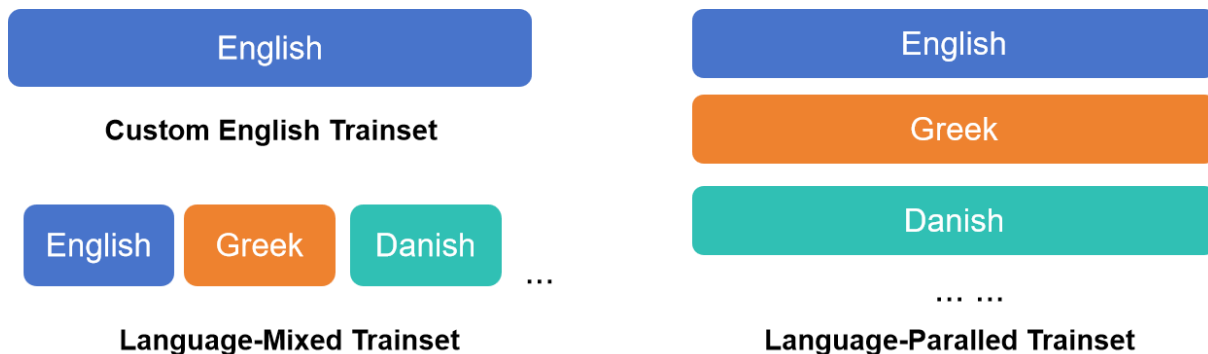 English
Custom English Trainset
English Greek Danish ...
Language-Mixed Trainset
English
Greek
Danish
... ...
Language-Paralled Trainset